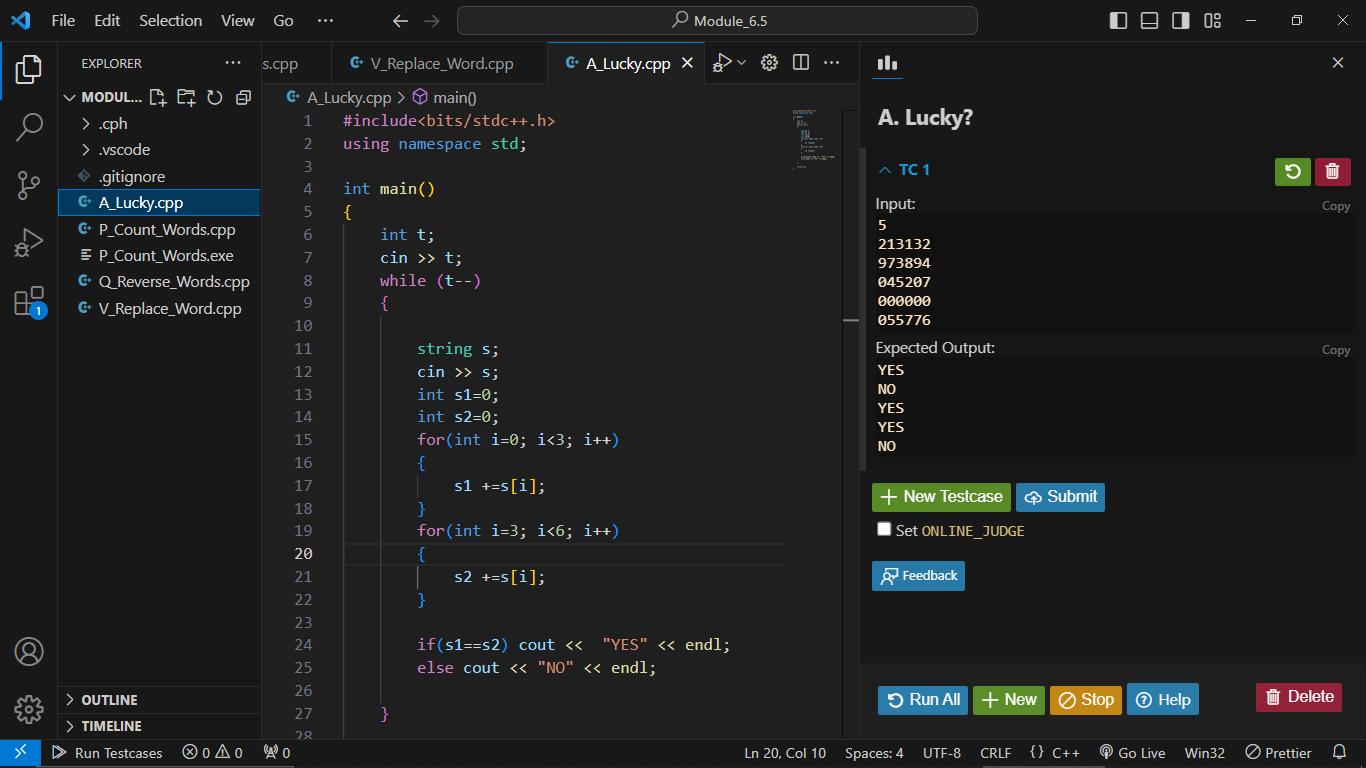 File Edit Selection View Go ··· Module_6.5
EXPLORER ···
MODUL...
.cph
.vscode
.gitignore
A_Lucky.cpp
P_Count_Words.cpp
P_Count_Words.exe
Q_Reverse_Words.cpp
V_Replace_Word.cpp
OUTLINE
TIMELINE
1
s.cpp V_Replace_Word.cpp A_Lucky.cpp
A_Lucky.cpp > main()
1 #include<bits/stdc++.h>
2 using namespace std;
3
4 int main()
5 {
6 int t;
7 cin >> t;
8 while (t--)
9 {
10
11 string s;
12 cin >> s;
13 int s1=0;
14 int s2=0;
15 for(int i=0; i<3; i++)
16 {
17 s1 +=s[i];
18 }
19 for(int i=3; i<6; i++)
20 {
21 s2 +=s[i];
22 }
23
24 if(s1==s2) cout << "YES" << endl;
25 else cout << "NO" << endl;
26
27 }
28
A. Lucky?
TC 1
Input: Copy
5
213132
973894
045207
000000
055776
Expected Output: Copy
YES
NO
YES
YES
NO
New Testcase Submit
Set ONLINE_JUDGE
Feedback
Run All New Stop Help Delete
Run Testcases 0 0 0 Ln 20, Col 10 Spaces: 4 UTF-8 CRLF {} C++ Go Live Win32 Prettier